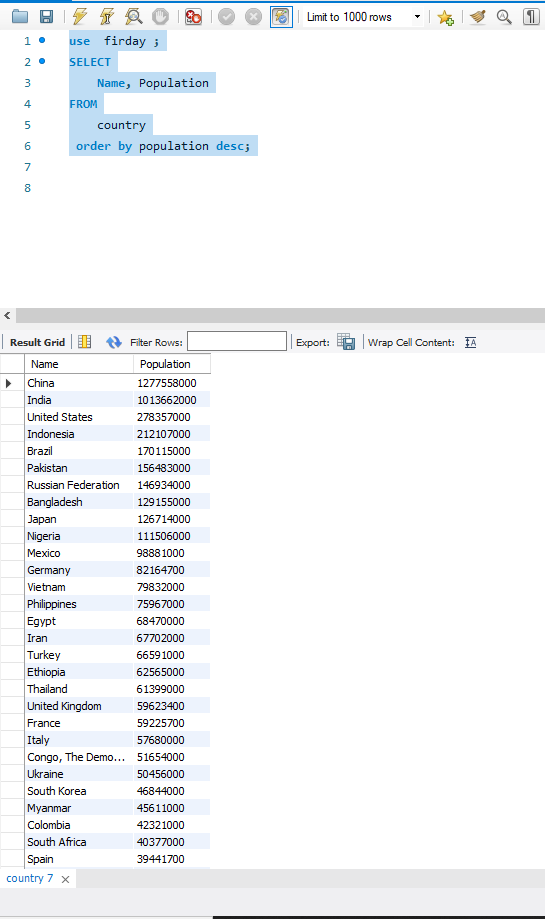 Limit to 1000 rows
1 use firday ;
2 SELECT
3 Name, Population
4 FROM
5 country
6 order by population desc;
7
8
Result Grid Filter Rows: Export: Wrap Cell Content:
Name Population
China 1277558000
India 1013662000
United States 278357000
Indonesia 212107000
Brazil 170115000
Pakistan 156483000
Russian Federation 146934000
Bangladesh 129155000
Japan 126714000
Nigeria 111506000
Mexico 98881000
Germany 82164700
Vietnam 79832000
Philippines 75967000
Egypt 68470000
Iran 67702000
Turkey 66591000
Ethiopia 62565000
Thailand 61399000
United Kingdom 59623400
France 59225700
Italy 57680000
Congo, The Demo... 51654000
Ukraine 50456000
South Korea 46844000
Myanmar 45611000
Colombia 42321000
South Africa 40377000
Spain 39441700
country 7